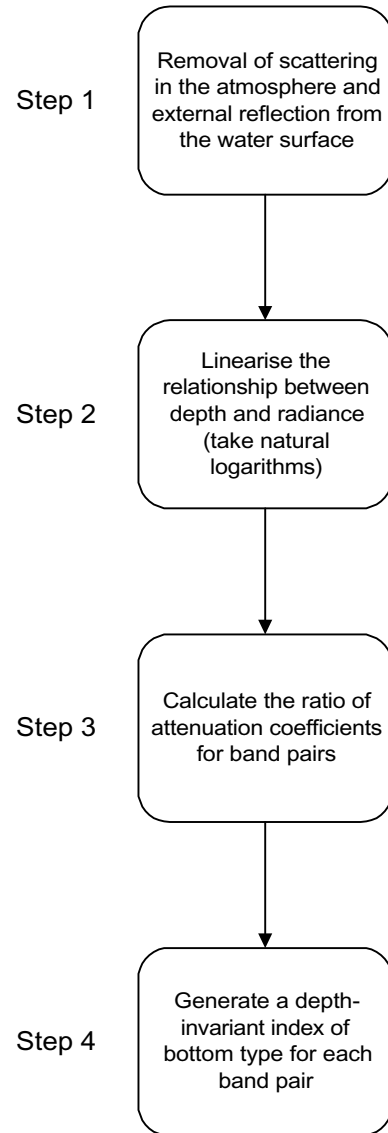 Step 1
Removal of scattering
in the atmosphere and
external reflection from
the water surface
Step 2
Linearise the
relationship between
depth and radiance
(take natural
logarithms)
Step 3
Calculate the ratio of
attenuation coefficients
for band pairs
Step 4
Generate a depth-
invariant index of
bottom type for each
band pair